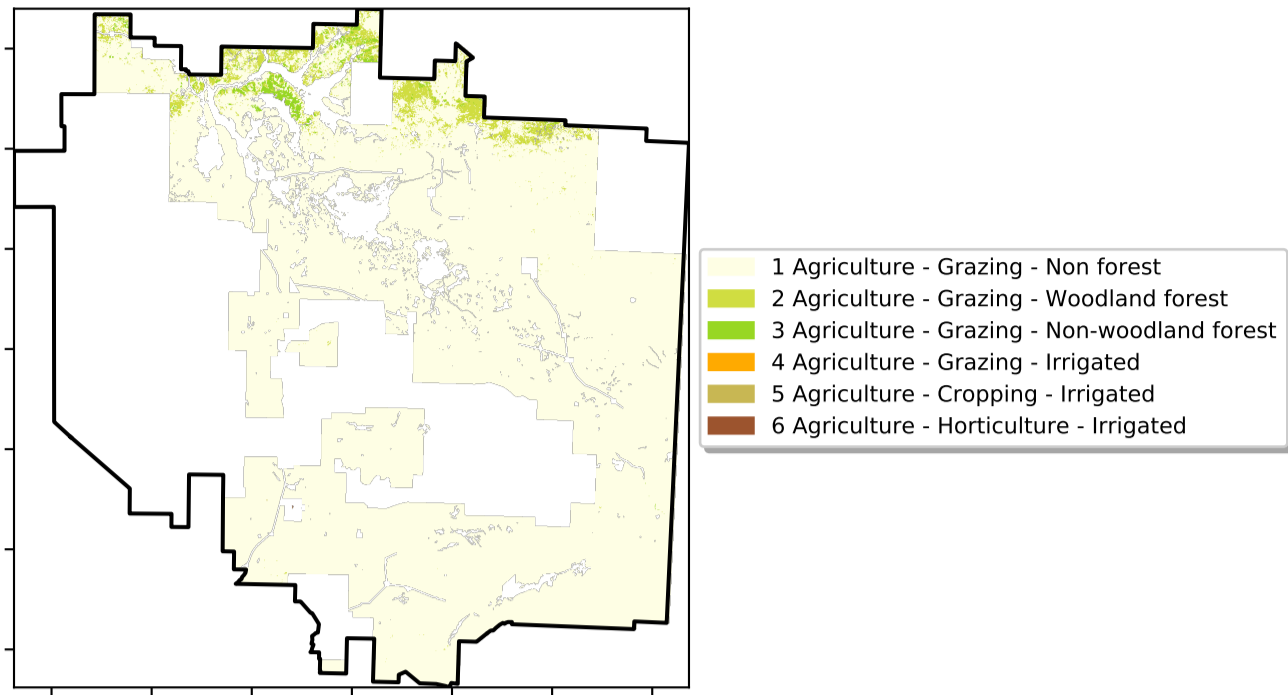 1 Agriculture - Grazing - Non forest
2 Agriculture - Grazing - Woodland forest
3 Agriculture - Grazing - Non-woodland forest
4 Agriculture - Grazing - Irrigated
5 Agriculture - Cropping - Irrigated
6 Agriculture - Horticulture - Irrigated